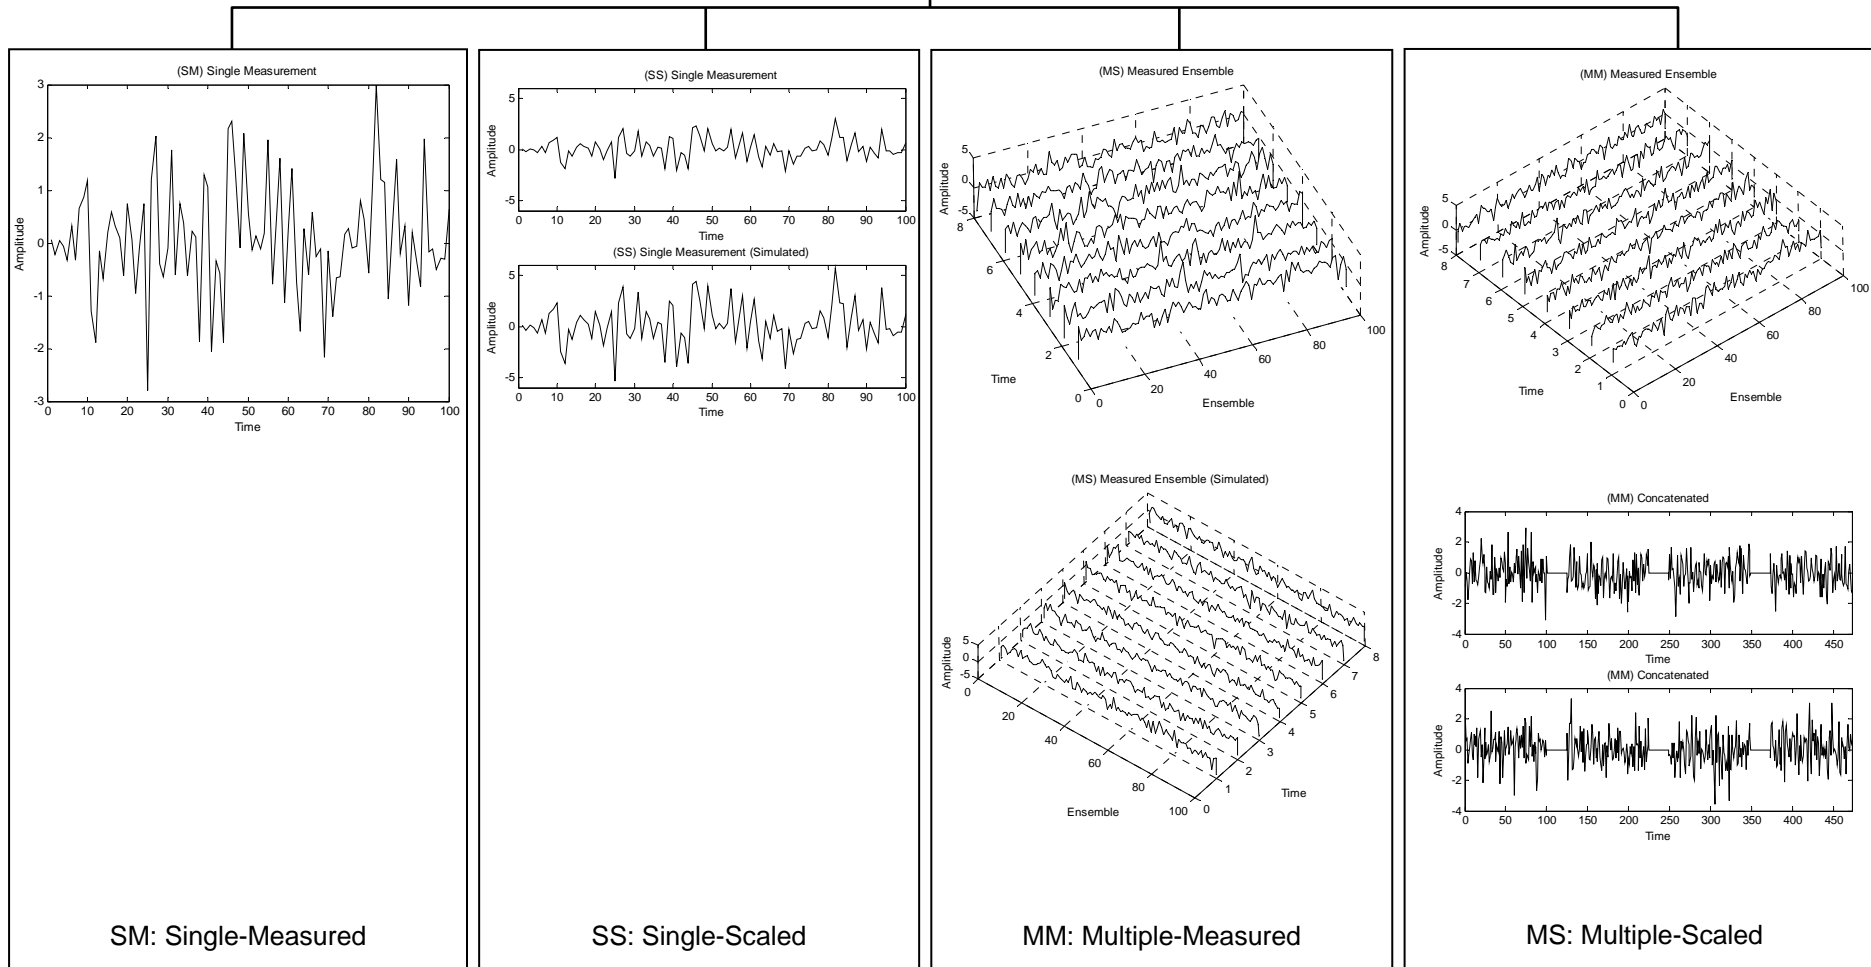 (SM) Single Measurement
3
2
1
0
-1
-2
-3
Amplitude
0 10 20 30 40 50 60 70 80 90 100
Time
SM: Single-Measured
(SS) Single Measurement
5
0
-5
Amplitude
0 10 20 30 40 50 60 70 80 90 100
Time
(SS) Single Measurement (Simulated)
5
0
-5
Amplitude
0 10 20 30 40 50 60 70 80 90 100
Time
SS: Single-Scaled
(MS) Measured Ensemble
5
0
-5
Amplitude
8
6
4
2
0
Time
0 20 40 60 80 100
Ensemble
(MS) Measured Ensemble (Simulated)
5
0
-5
Amplitude
0 20 40 60 80 100
Ensemble
0 1 2 3 4 5 6 7 8
Time
MM: Multiple-Measured
(MM) Measured Ensemble
5
0
-5
Amplitude
8
7
6
5
4
3
2
1
0
Time
0 20 40 60 80 100
Ensemble
(MM) Concatenated
4
2
0
-2
-4
Amplitude
0 50 100 150 200 250 300 350 400 450
Time
(MM) Concatenated
4
2
0
-2
-4
Amplitude
0 50 100 150 200 250 300 350 400 450
Time
MS: Multiple-Scaled